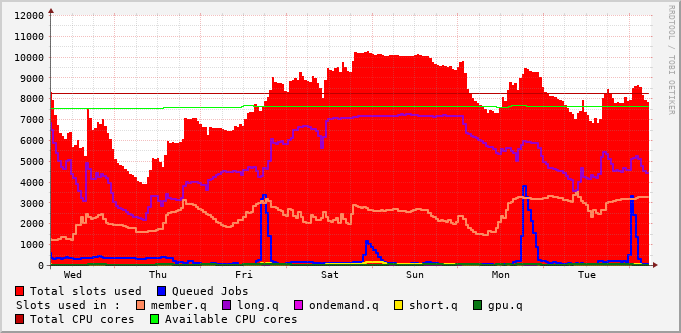 12000
11000
10000
9000
8000
7000
6000
5000
4000
3000
2000
1000
0
Wed Thu Fri Sat Sun Mon Tue
RRDTOOL / TOBI OETIKER
Total slots used Queued Jobs
Slots used in : member.q long.q ondemand.q short.q gpu.q
Total CPU cores Available CPU cores